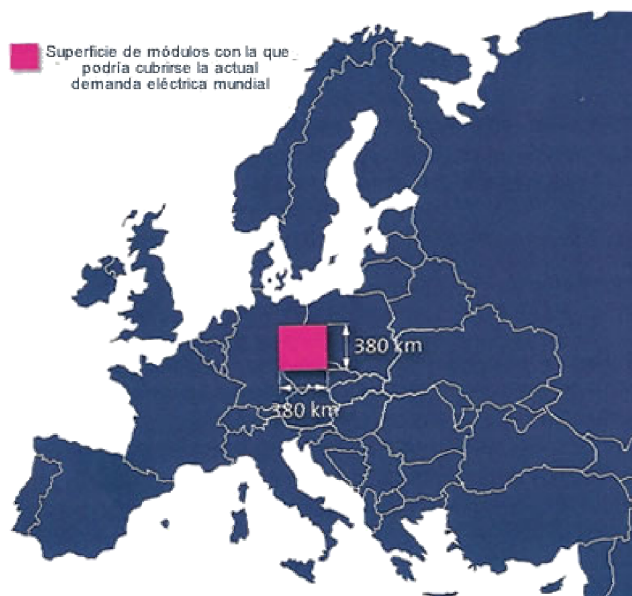 Superficie de módulos con la que
podría cubrirse la actual
demanda eléctrica mundial
380 km
380 km